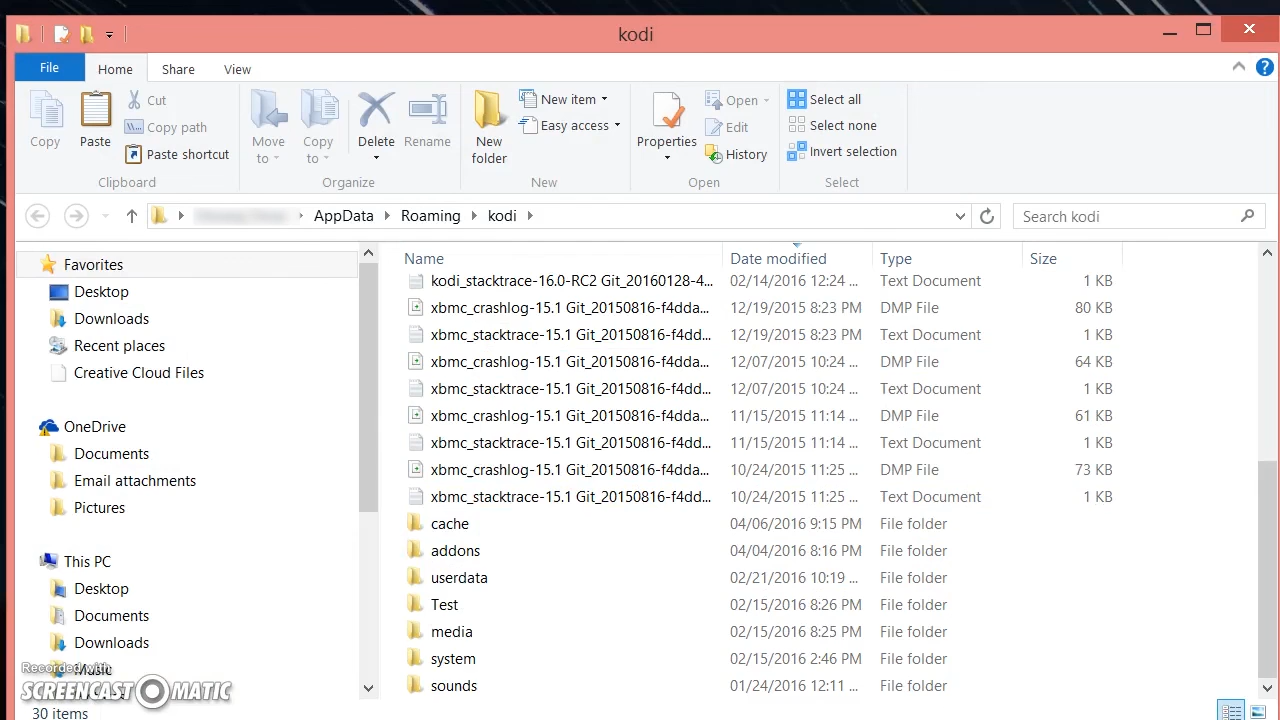 kodi
File Home Share View
Copy Paste Cut
Copy path
Paste shortcut
Clipboard
Move to Copy to Delete Rename
Organize
New folder
New item
Easy access
New
Properties
Open
Edit
History
Open
Select all
Select none
Invert selection
Select
AppData Roaming kodi
Search kodi
Favorites
Desktop
Downloads
Recent places
Creative Cloud Files
OneDrive
Documents
Email attachments
Pictures
This PC
Desktop
Documents
Downloads
Music
Name Date modified Type Size
kodi_stacktrace-16.0-RC2 Git_20160128-4... 02/14/2016 12:24 ... Text Document 1 KB
xbmc_crashlog-15.1 Git_20150816-f4dda... 12/19/2015 8:23 PM DMP File 80 KB
xbmc_stacktrace-15.1 Git_20150816-f4dd... 12/19/2015 8:23 PM Text Document 1 KB
xbmc_crashlog-15.1 Git_20150816-f4dda... 12/07/2015 10:24 ... DMP File 64 KB
xbmc_stacktrace-15.1 Git_20150816-f4dd... 12/07/2015 10:24 ... Text Document 1 KB
xbmc_crashlog-15.1 Git_20150816-f4dda... 11/15/2015 11:14 ... DMP File 61 KB
xbmc_stacktrace-15.1 Git_20150816-f4dd... 11/15/2015 11:14 ... Text Document 1 KB
xbmc_crashlog-15.1 Git_20150816-f4dda... 10/24/2015 11:25 ... DMP File 73 KB
xbmc_stacktrace-15.1 Git_20150816-f4dd... 10/24/2015 11:25 ... Text Document 1 KB
cache 04/06/2016 9:15 PM File folder
addons 04/04/2016 8:16 PM File folder
userdata 02/21/2016 10:19 ... File folder
Test 02/15/2016 8:26 PM File folder
media 02/15/2016 8:25 PM File folder
system 02/15/2016 2:46 PM File folder
sounds 01/24/2016 12:11 ... File folder
Recorded with
SCREENCAST-O-MATIC
30 items